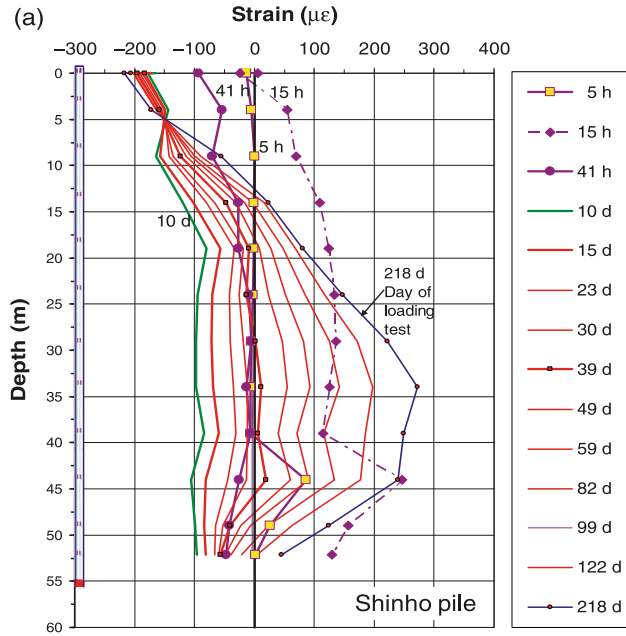 (a)
Strain (με)
−300 −200 −100 0 100 200 300 400
Depth (m)
0
5
10
15
20
25
30
35
40
45
50
55
60
41 h
15 h
5 h
10 d
218 d
Day of
loading
test
Shinho pile
5 h
15 h
41 h
10 d
15 d
23 d
30 d
39 d
49 d
59 d
82 d
99 d
122 d
218 d